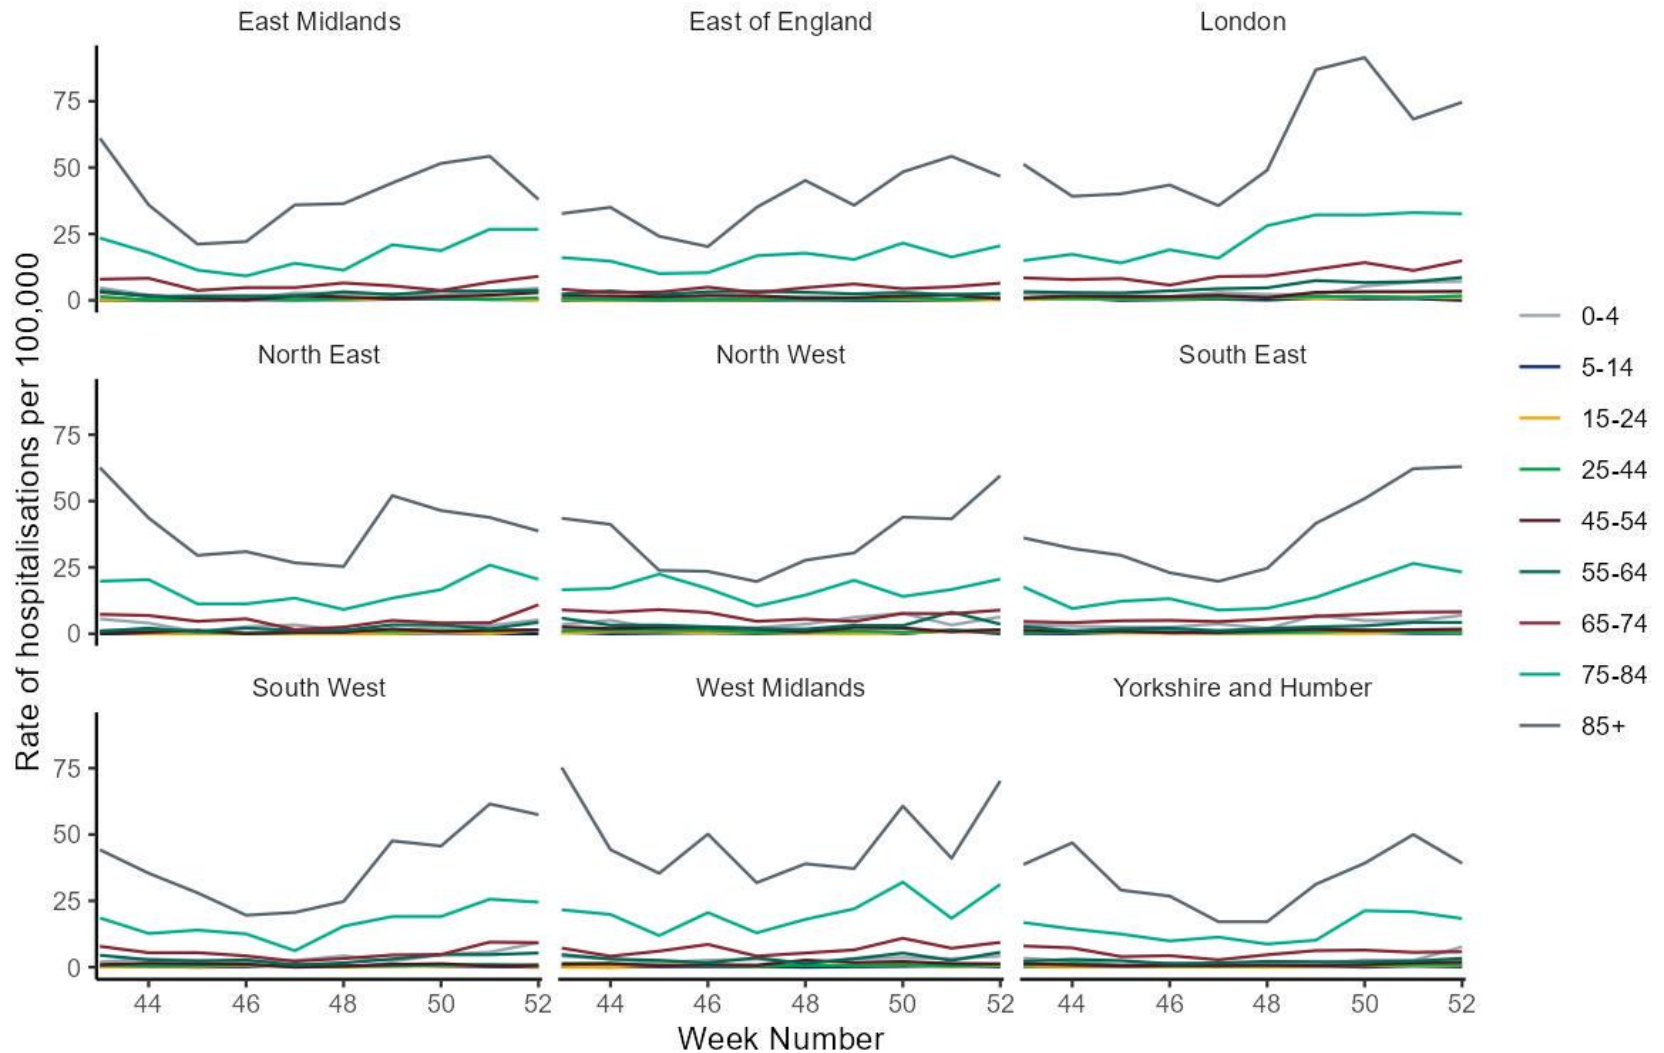 East Midlands
East of England
London
75
50
25
0
North East
North West
South East
75
50
25
0
South West
West Midlands
Yorkshire and Humber
75
50
25
0
44 46 48 50 52
44 46 48 50 52
44 46 48 50 52
Week Number
Rate of hospitalisations per 100,000
0-4
5-14
15-24
25-44
45-54
55-64
65-74
75-84
85+